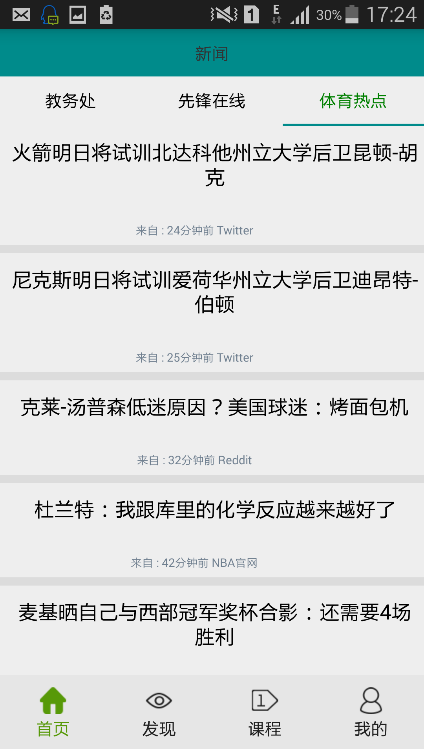 1 E 30% 17:24
新闻
教务处 先锋在线 体育热点
火箭明日将试训北达科他州立大学后卫昆顿-胡
克
来自 : 24分钟前 Twitter
尼克斯明日将试训爱荷华州立大学后卫迪昂特-
伯顿
来自 : 25分钟前 Twitter
克莱-汤普森低迷原因？美国球迷：烤面包机
来自 : 32分钟前 Reddit
杜兰特：我跟库里的化学反应越来越好了
来自 : 42分钟前 NBA官网
麦基晒自己与西部冠军奖杯合影：还需要4场
胜利
1
首页 发现 课程 我的